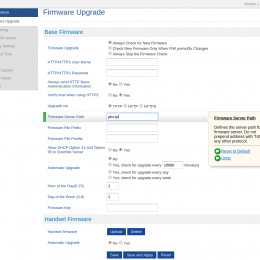 Version 1
Firmware Upgrade
Base Firmware
Firmware Upgrade
Always Check for New Firmware
Check New Firmware Only When F/W pre/suffix Changes
Always Skip the Firmware Check
HTTP/HTTPS User Name
HTTP/HTTPS Password
Always send HTTP Basic
Authentication Information
No Yes
Verify host when using HTTPS
No Yes
Upgrade via
Firmware Server Path
Firmware File Prefix
Firmware File Postfix
Allow DHCP Option 43 and Option
66 to Override Server
No Yes
Automatic Upgrade
No
Yes, check for upgrade every 10080 minute(s)
Yes, check for upgrade every day
Yes, check for upgrade every week
Hour of the Day(0-23)
1
Day of the Week (0-6)
1
Firmware Key
Handset Firmware
Handset firmware
Upload Delete
Automatic Upgrade
No Yes
Save Save and Apply Reset
Firmware Server Path
Defines the server path for
firmware server. Do not
prepend address with
any other protocol.
Reset to Default
Undo